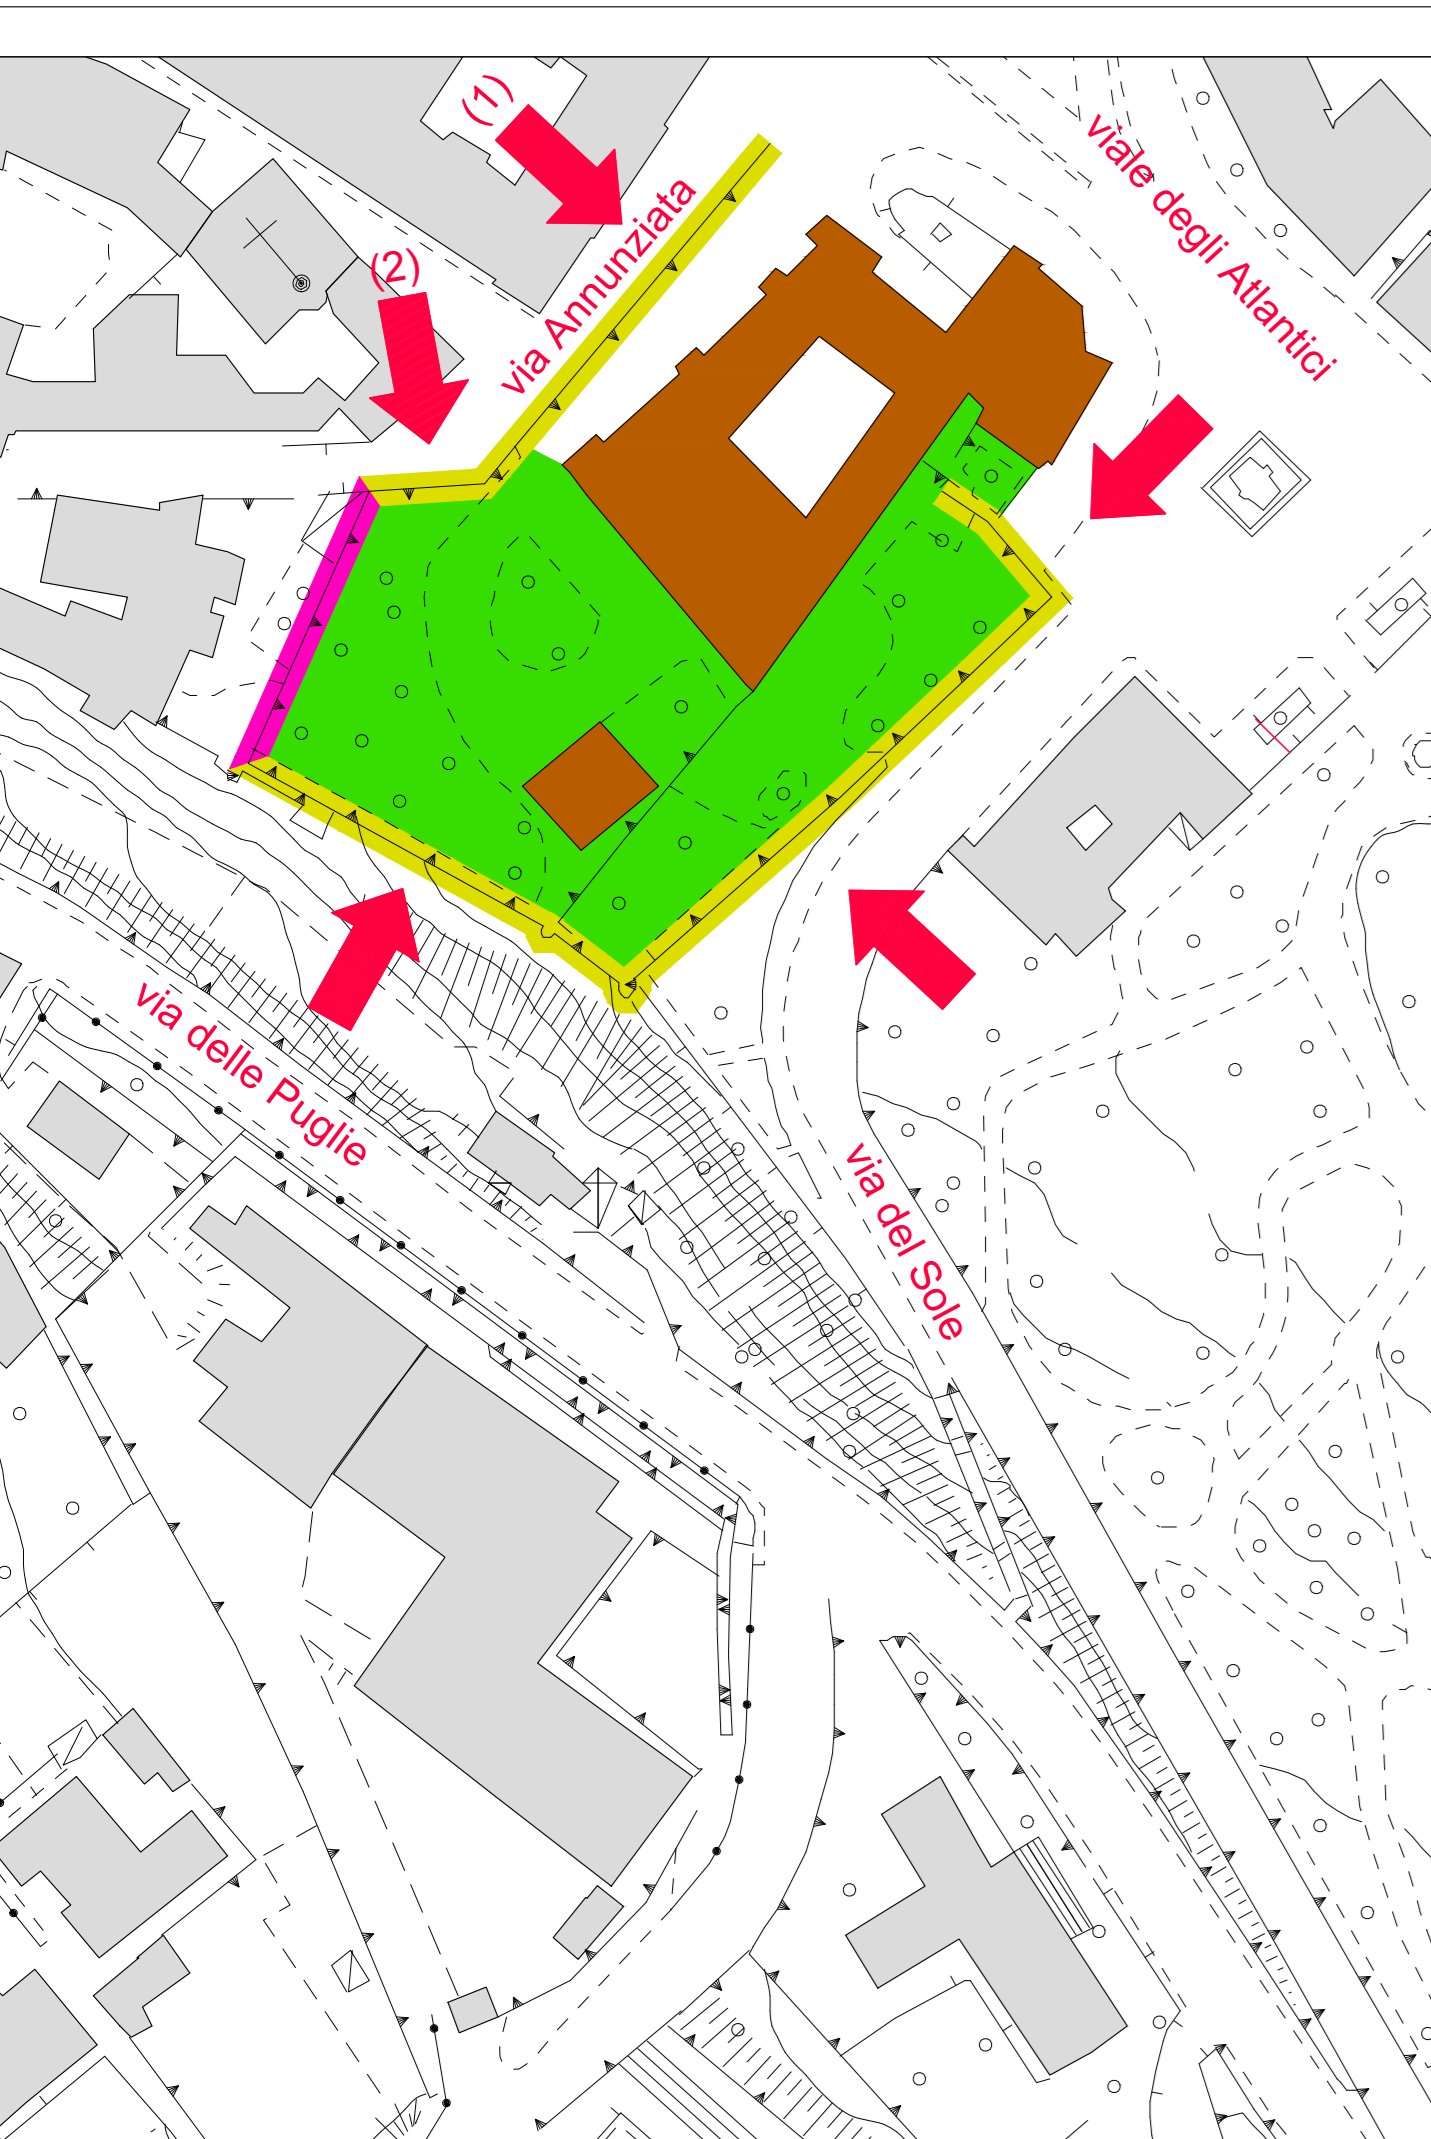 (1)
viale degli Atlantici
via Annunziata
(2)
via delle Puglie
via del Sole